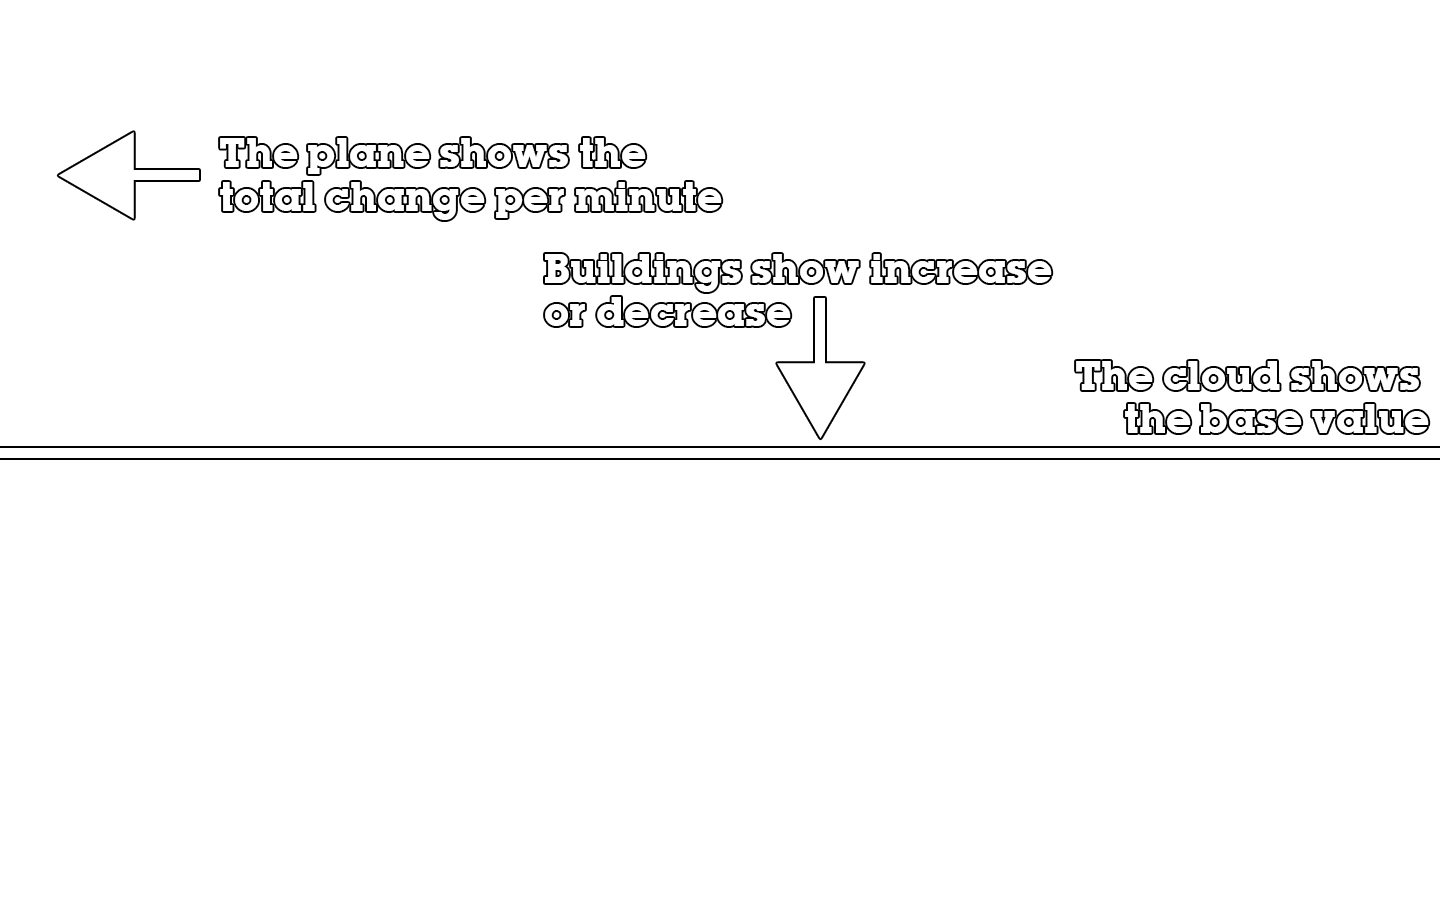 The plane shows the
total change per minute
Buildings show increase
or decrease
The cloud shows
the base value